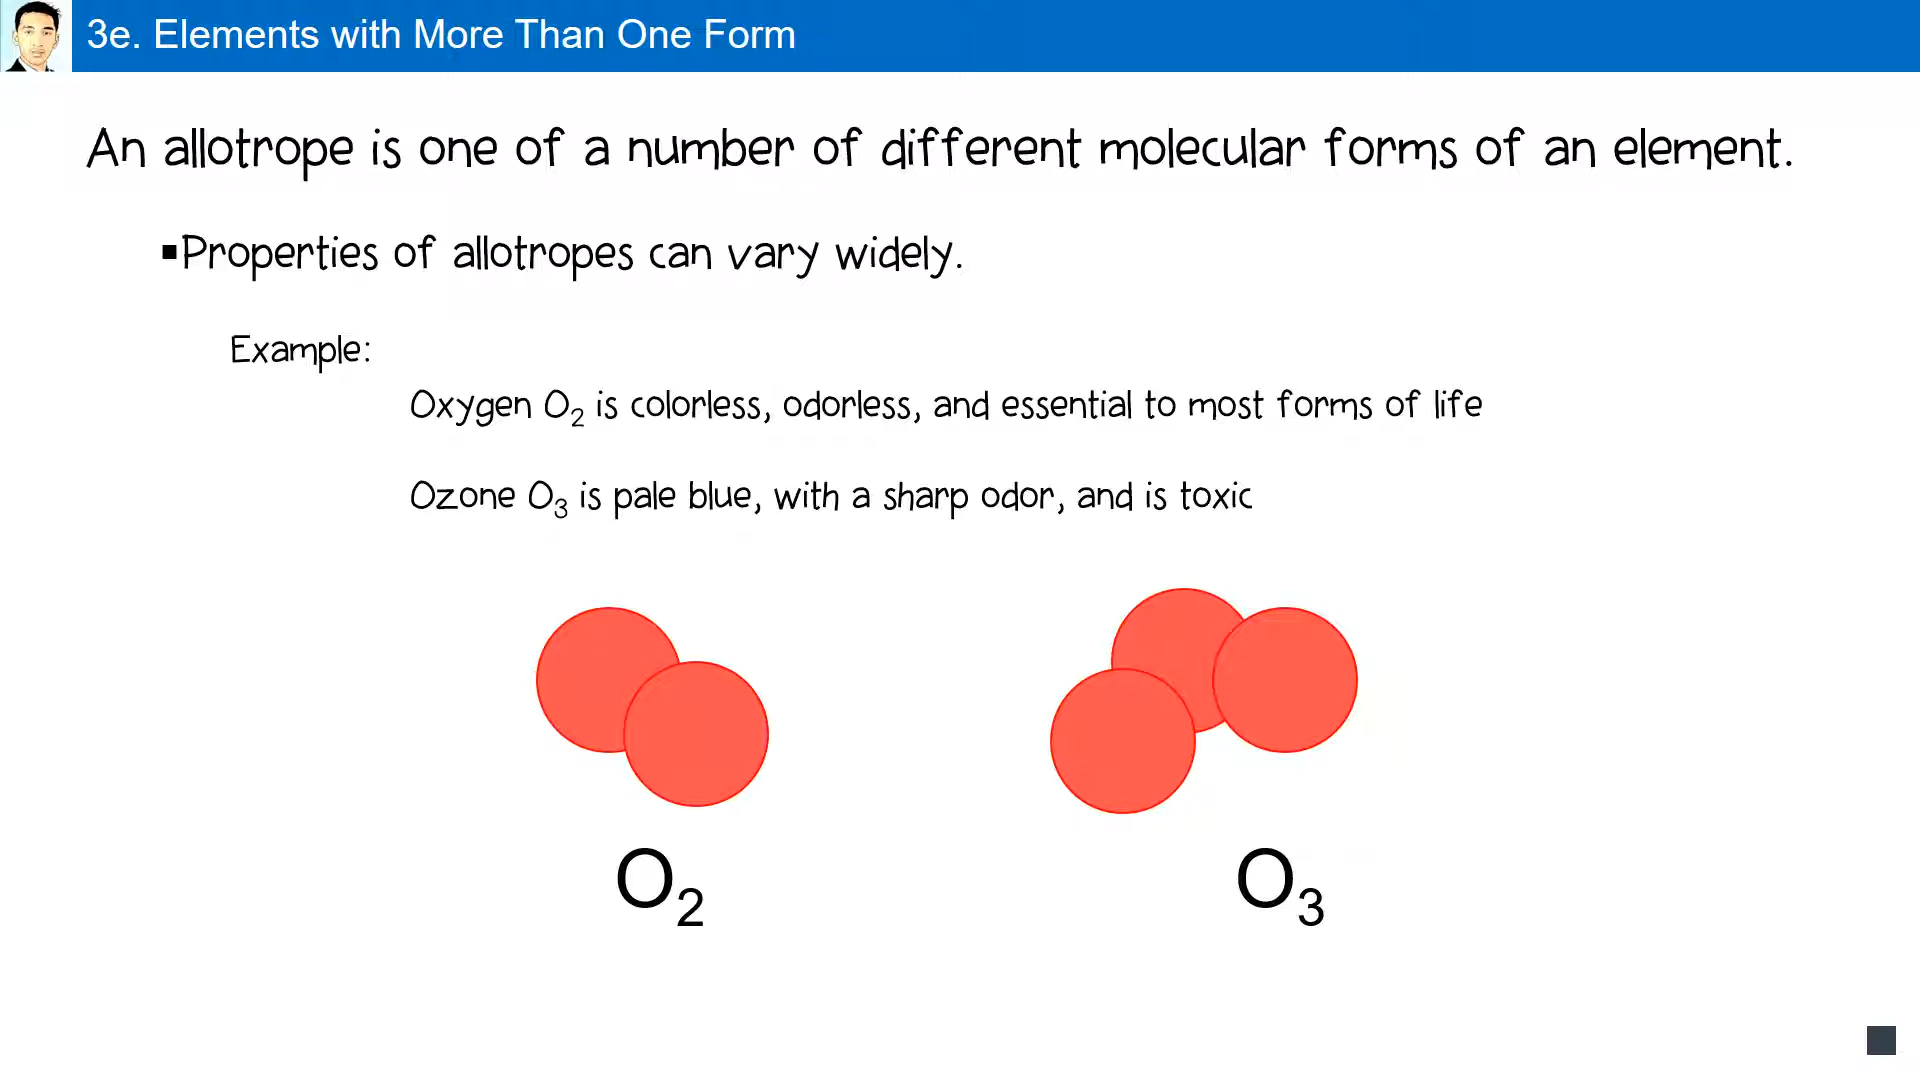 3e. Elements with More Than One Form
An allotrope is one of a number of different molecular forms of an element.
▪Properties of allotropes can vary widely.
Example:
Oxygen O₂ is colorless, odorless, and essential to most forms of life
Ozone O₃ is pale blue, with a sharp odor, and is toxic
O₂ O₃